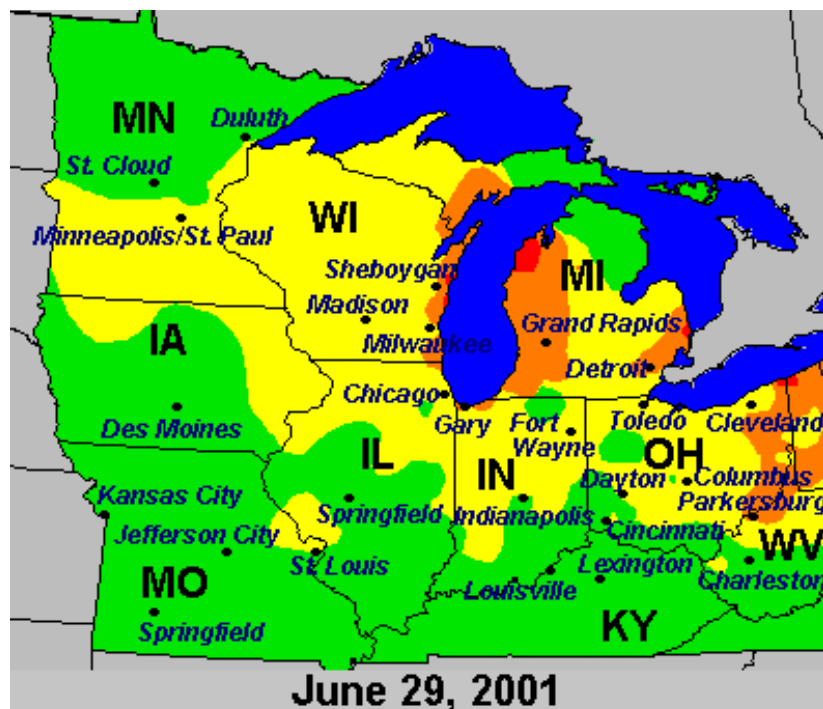 MN
Duluth
St. Cloud
Minneapolis/St. Paul
WI
Sheboygan
MI
Madison
Milwaukee
Grand Rapids
IA
Detroit
Chicago
Gary
Fort
Wayne
Toledo
Cleveland
Des Moines
IL
IN
OH
Columbus
Dayton
Parkersburg
Kansas City
Springfield
Indianapolis
Jefferson City
Cincinnati
St. Louis
WV
Lexington
Charleston
MO
Louisville
Springfield
KY
June 29, 2001